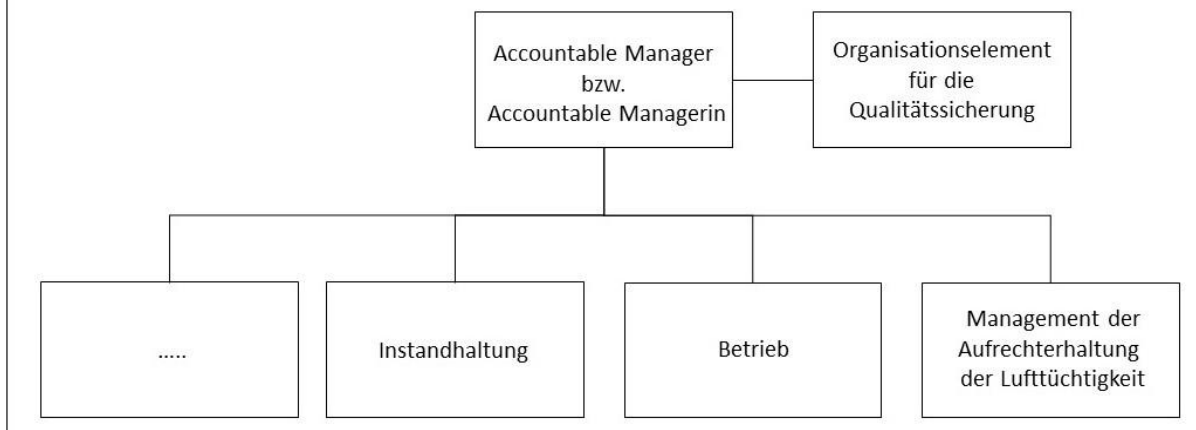 Accountable Manager
bzw.
Accountable Managerin
Organisationselement
für die
Qualitätssicherung
.....
Instandhaltung
Betrieb
Management der
Aufrechterhaltung
der Lufttüchtigkeit